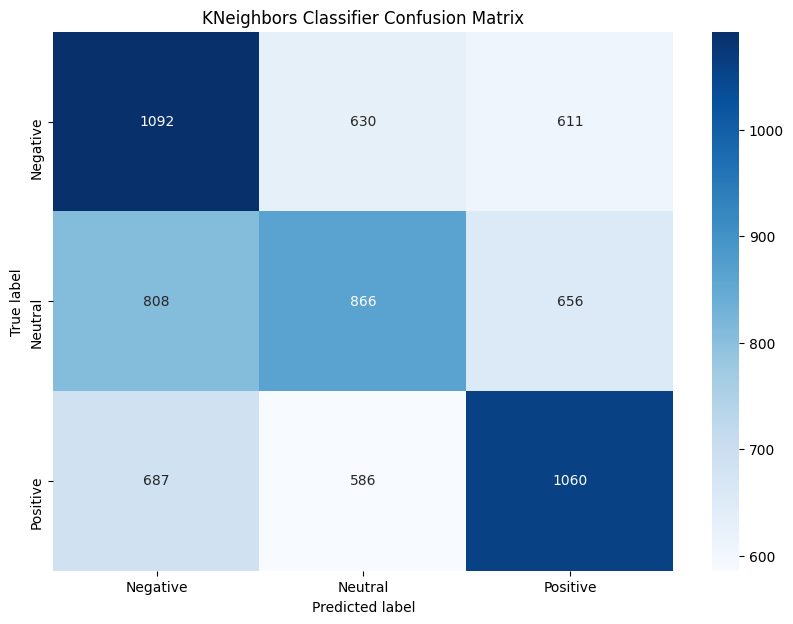 KNeighbors Classifier Confusion Matrix
True label
Negative
1092 630 611
Neutral
808 866 656
Positive
687 586 1060
Negative Neutral Positive
Predicted label
1000
900
800
700
600